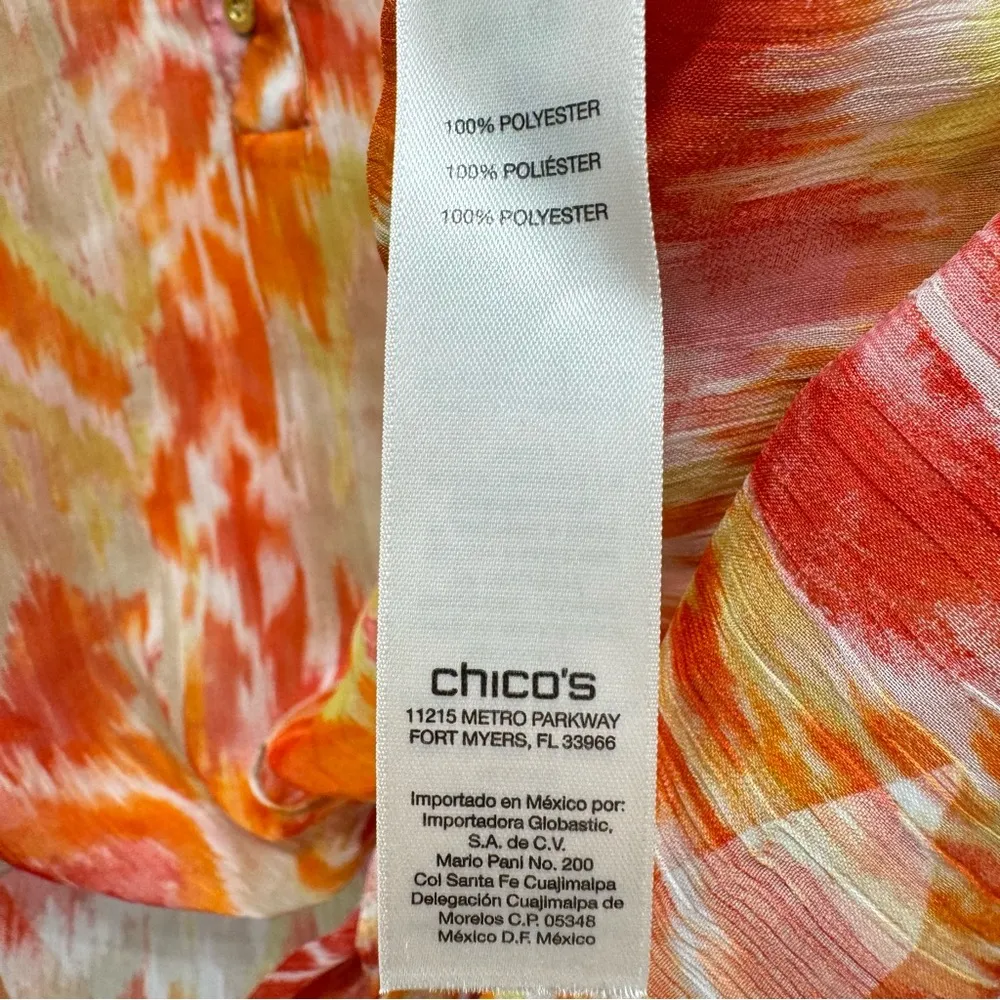 100% POLYESTER
100% POLIÉSTER
100% POLYESTER
chico's
11215 METRO PARKWAY
FORT MYERS, FL 33966
Importado en México por:
Importadora Globastic,
S.A. de C.V.
Mario Pani No. 200
Col Santa Fe Cuajimalpa
Delegación Cuajimalpa de
Morelos C.P. 05348
México D.F. México